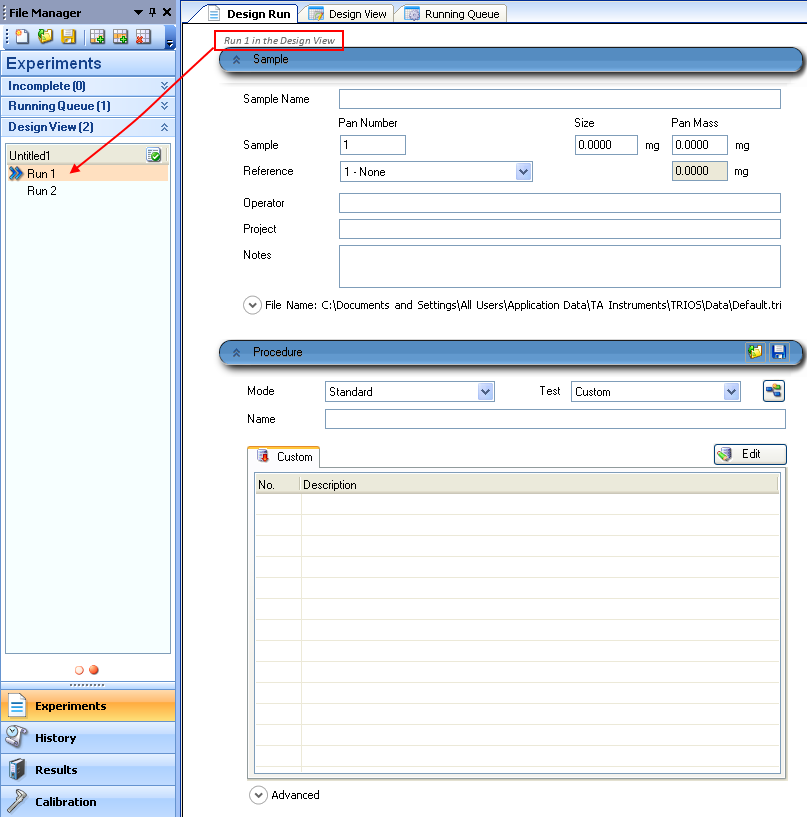 File Manager
Experiments
Incomplete (0)
Running Queue (1)
Design View (2)
Untitled1
Run 1
Run 2
Experiments
History
Results
Calibration
Design Run
Design View
Running Queue
Run 1 in the Design View
Sample
Sample Name
Pan Number
Size
Pan Mass
Sample
1
0.0000
mg
0.0000
mg
Reference
1 - None
0.0000
mg
Operator
Project
Notes
File Name: C:\Documents and Settings\All Users\Application Data\TA Instruments\TRIOS\Data\Default.tri
Procedure
Mode
Standard
Test
Custom
Name
Custom
Edit
No.
Description
Advanced